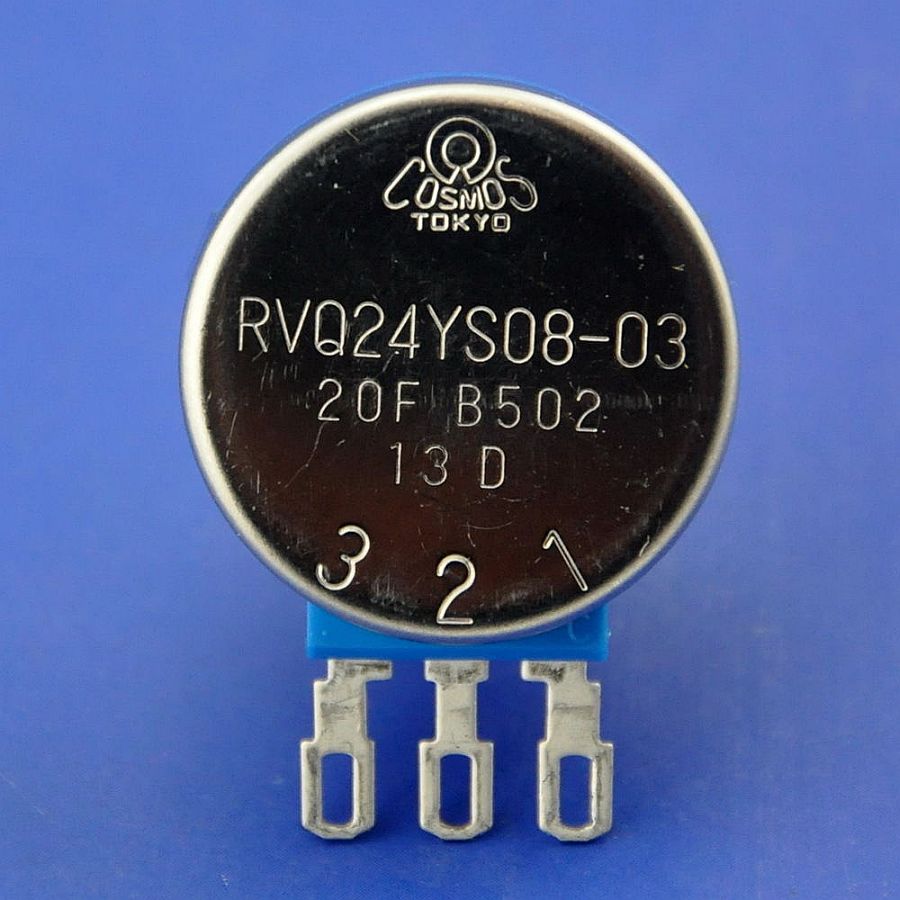 COSMOS
TOKYO
RVQ24YS08-03
20F B502
13 D
3 2 1